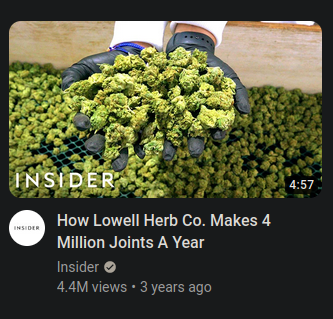 INSIDER
4:57
INSIDER
How Lowell Herb Co. Makes 4
Million Joints A Year
Insider
4.4M views • 3 years ago